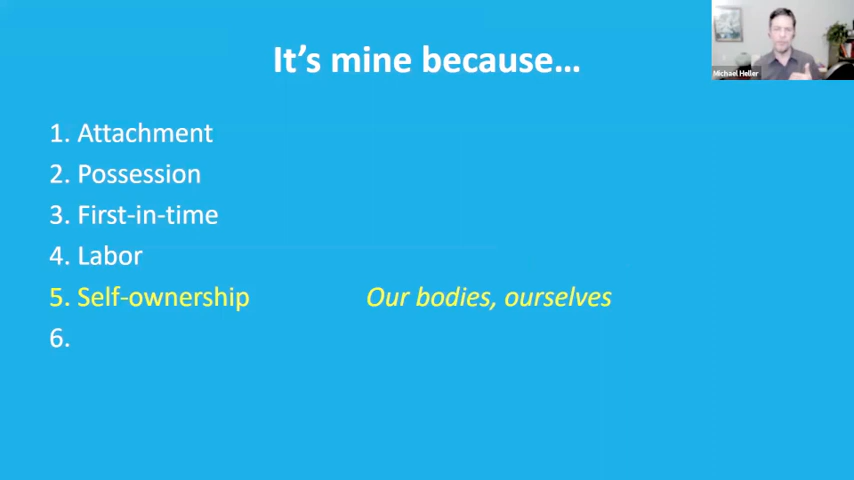 It's mine because...
Michael Heller
1. Attachment
2. Possession
3. First-in-time
4. Labor
5. Self-ownership Our bodies, ourselves
6.